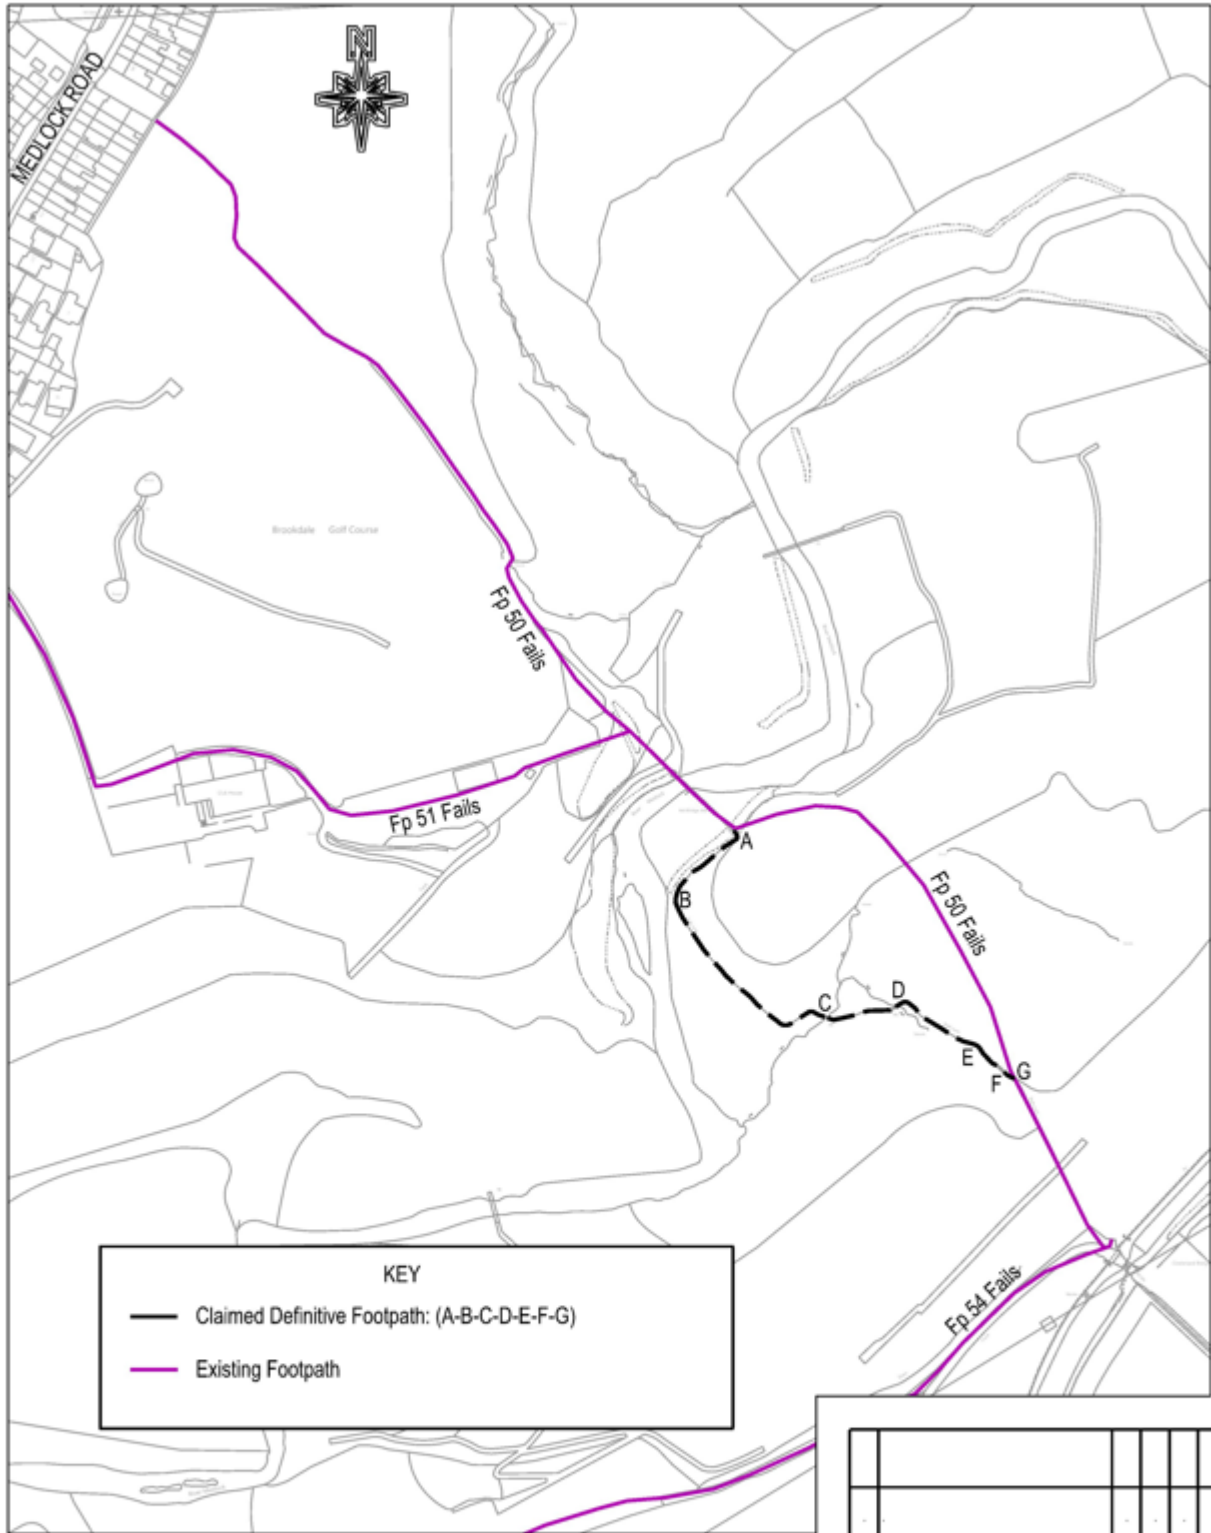 N
MEDLOCK ROAD
Brookdale Golf Course
Fp 50 Fails
Fp 51 Fails
A
B
Fp 50 Fails
C
D
E
F
G
Fp 54 Fails
KEY
Claimed Definitive Footpath: (A-B-C-D-E-F-G)
Existing Footpath